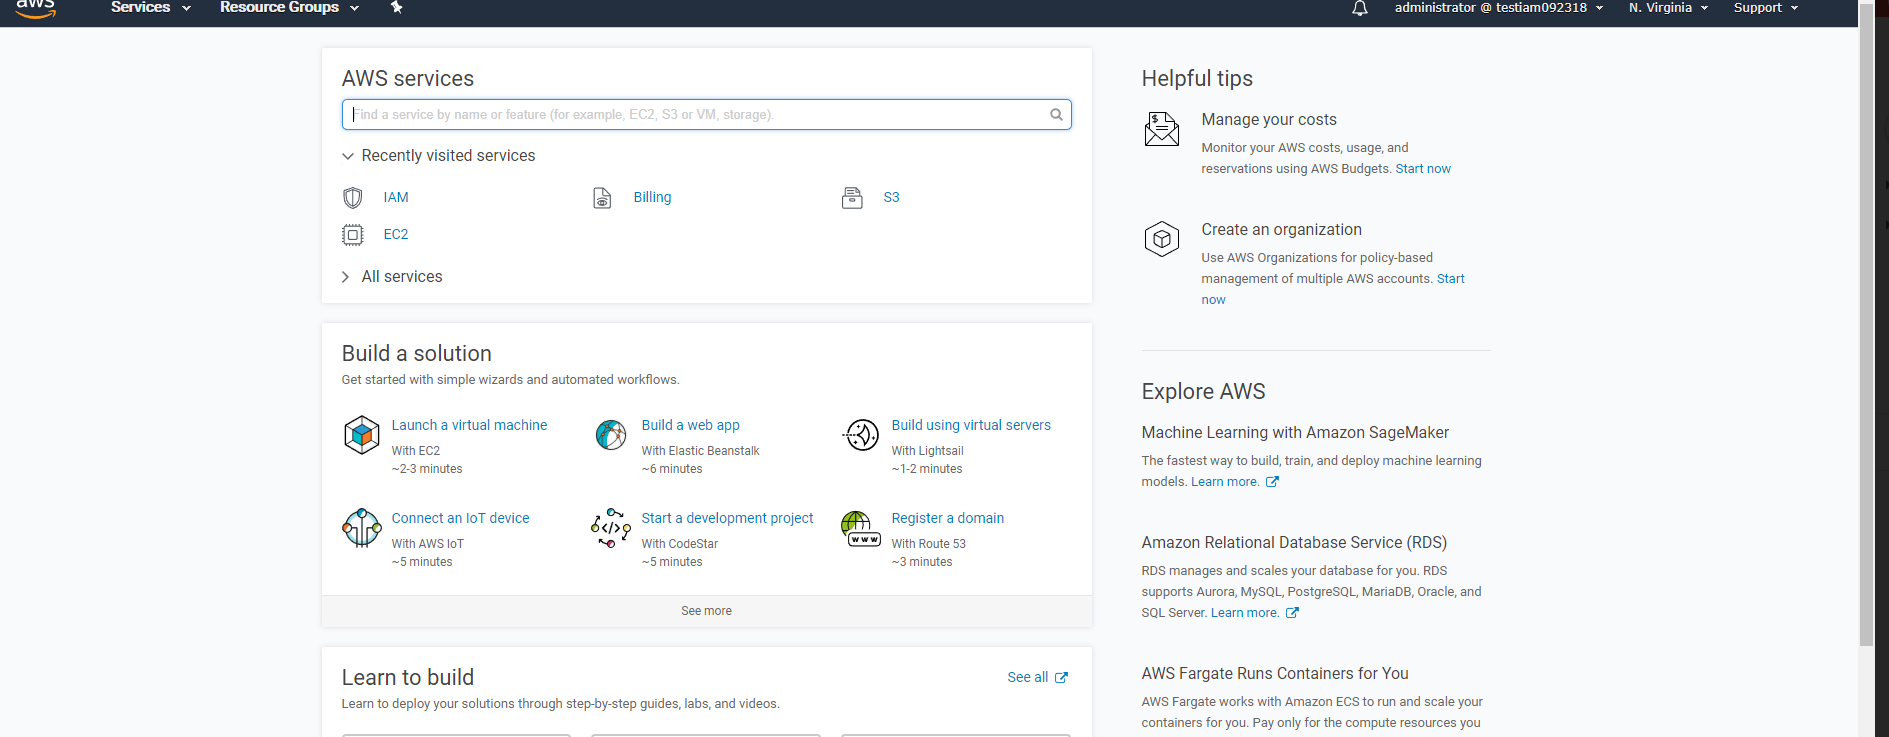 aws
Services
Resource Groups
administrator @ testiam092318
N. Virginia
Support
AWS services
Find a service by name or feature (for example, EC2, S3 or VM, storage).
Recently visited services
IAM
Billing
S3
EC2
All services
Build a solution
Get started with simple wizards and automated workflows.
Launch a virtual machine
With EC2
~2-3 minutes
Build a web app
With Elastic Beanstalk
~6 minutes
Build using virtual servers
With Lightsail
~1-2 minutes
Connect an IoT device
With AWS IoT
~5 minutes
Start a development project
With CodeStar
~5 minutes
WWW
Register a domain
With Route 53
~3 minutes
See more
Learn to build
See all
Learn to deploy your solutions through step-by-step guides, labs, and videos.
Helpful tips
Manage your costs
Monitor your AWS costs, usage, and
reservations using AWS Budgets. Start now
Create an organization
Use AWS Organizations for policy-based
management of multiple AWS accounts. Start
now
Explore AWS
Machine Learning with Amazon SageMaker
The fastest way to build, train, and deploy machine learning
models. Learn more.
Amazon Relational Database Service (RDS)
RDS manages and scales your database for you. RDS
supports Aurora, MySQL, PostgreSQL, MariaDB, Oracle, and
SQL Server. Learn more.
AWS Fargate Runs Containers for You
AWS Fargate works with Amazon ECS to run and scale your
containers for you. Pay only for the compute resources you